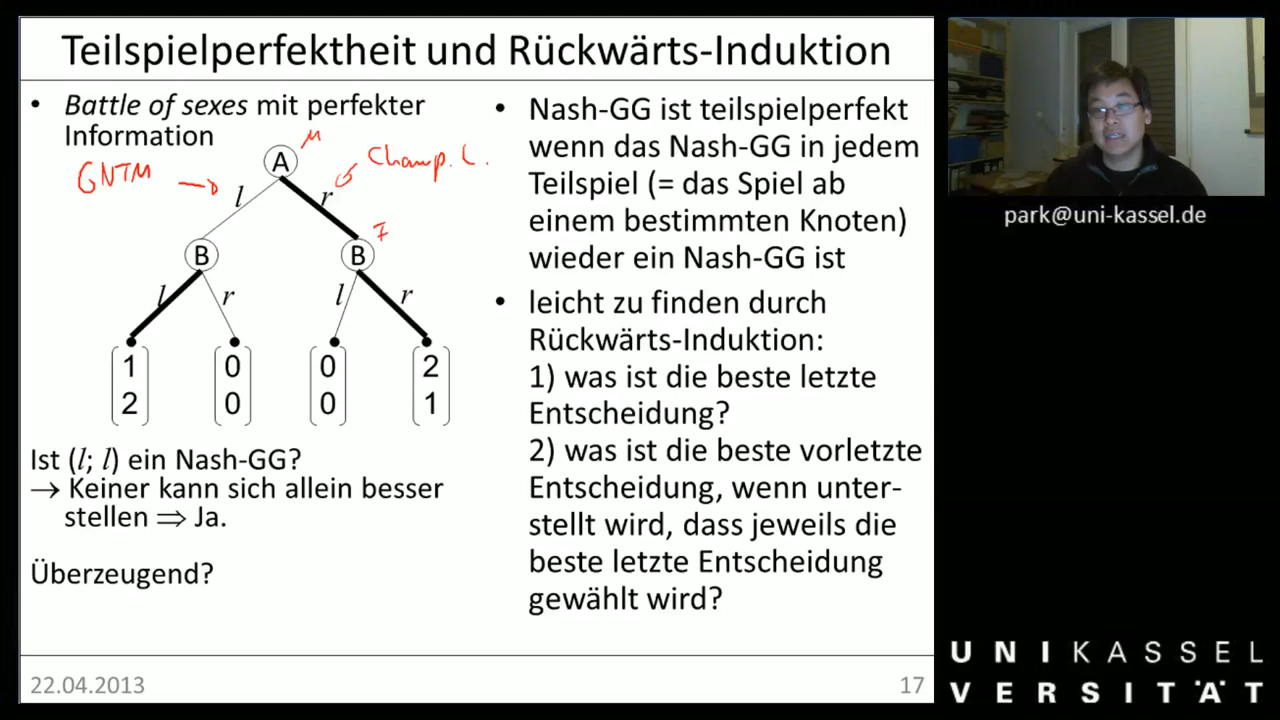 Teilspielperfektheit und Rückwärts-Induktion
• Battle of sexes mit perfekter
Information
GNTM
A
M
Champ. L.
l
r
B
B
F
l
r
l
r
1
2
0
0
0
0
2
1
Ist (l; l) ein Nash-GG?
→ Keiner kann sich allein besser
stellen ⇒ Ja.
Überzeugend?
• Nash-GG ist teilspielperfekt
wenn das Nash-GG in jedem
Teilspiel (= das Spiel ab
einem bestimmten Knoten)
wieder ein Nash-GG ist
• leicht zu finden durch
Rückwärts-Induktion:
1) was ist die beste letzte
Entscheidung?
2) was ist die beste vorletzte
Entscheidung, wenn unter-
stellt wird, dass jeweils die
beste letzte Entscheidung
gewählt wird?
22.04.2013
17
park@uni-kassel.de
UNIKASSEL
VERSITÄT